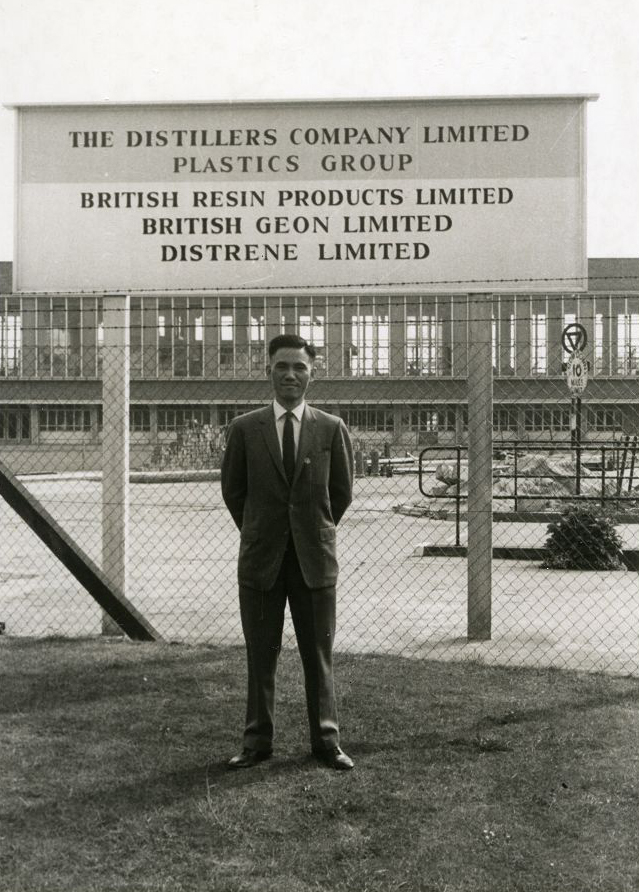 THE DISTILLERS COMPANY LIMITED
PLASTICS GROUP
BRITISH RESIN PRODUCTS LIMITED
BRITISH GEON LIMITED
DISTRENE LIMITED
10